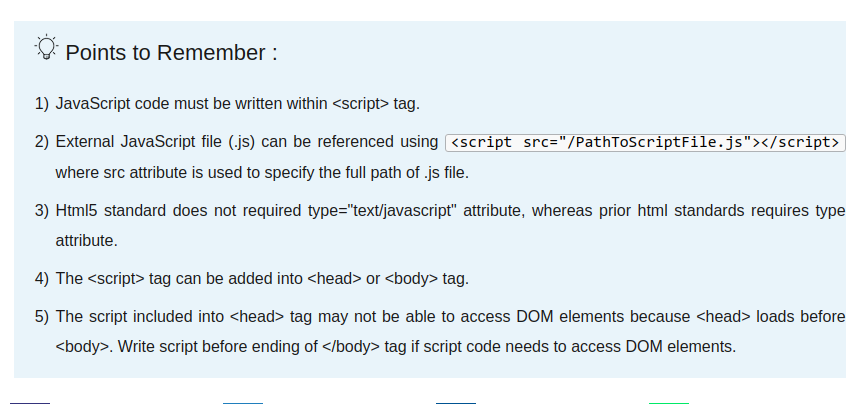 Points to Remember :
1) JavaScript code must be written within <script> tag.
2) External JavaScript file (.js) can be referenced using <script src="/PathToScriptFile.js"></script>
where src attribute is used to specify the full path of .js file.
3) Html5 standard does not required type="text/javascript" attribute, whereas prior html standards requires type
attribute.
4) The <script> tag can be added into <head> or <body> tag.
5) The script included into <head> tag may not be able to access DOM elements because <head> loads before
<body>. Write script before ending of </body> tag if script code needs to access DOM elements.